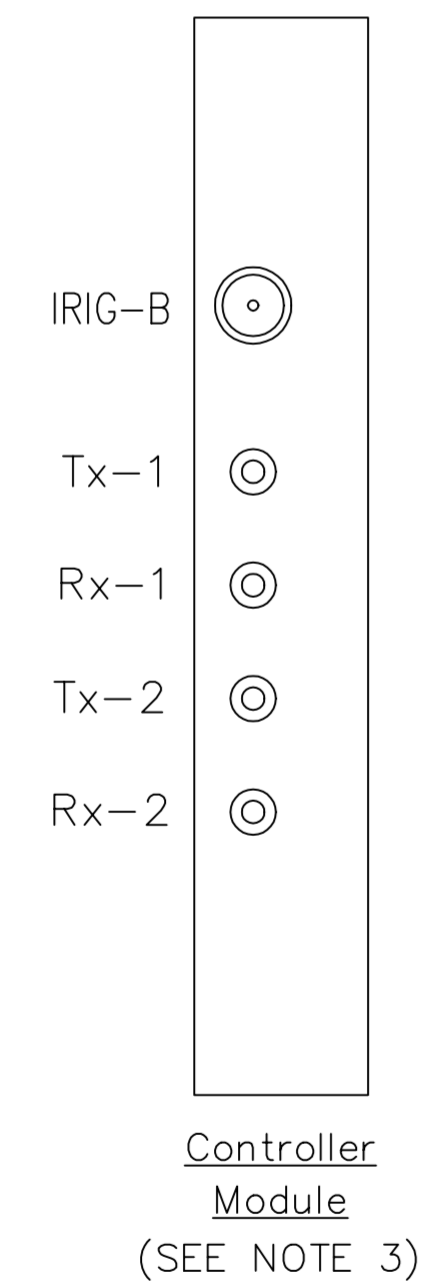 IRIG-B
Tx-1
Rx-1
Tx-2
Rx-2
Controller
Module
(SEE NOTE 3)